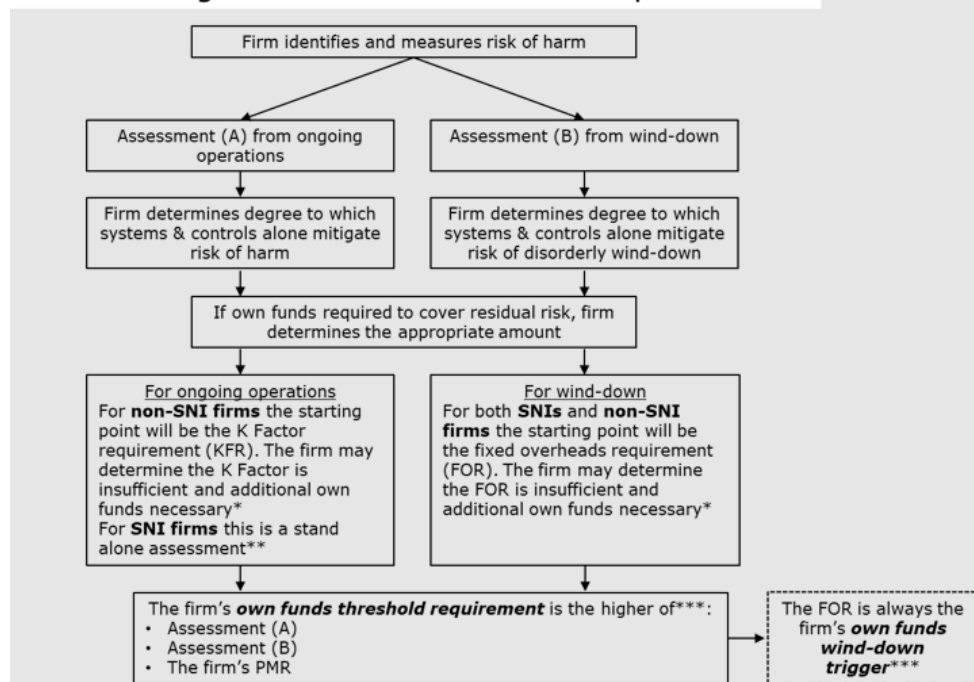 Firm identifies and measures risk of harm
Assessment (A) from ongoing
operations
Assessment (B) from wind-down
Firm determines degree to which
systems & controls alone mitigate
risk of harm
Firm determines degree to which
systems & controls alone mitigate
risk of disorderly wind-down
If own funds required to cover residual risk, firm
determines the appropriate amount
For ongoing operations
For non-SNI firms the starting
point will be the K Factor
requirement (KFR). The firm may
determine the K Factor is
insufficient and additional own
funds necessary*
For SNI firms this is a stand
alone assessment**
For wind-down
For both SNIs and non-SNI
firms the starting point will be
the fixed overheads requirement
(FOR). The firm may determine
the FOR is insufficient and
additional own funds necessary*
The firm's own funds threshold requirement is the higher of***:
• Assessment (A)
• Assessment (B)
• The firm's PMR
The FOR is always the
firm's own funds
wind-down
trigger***